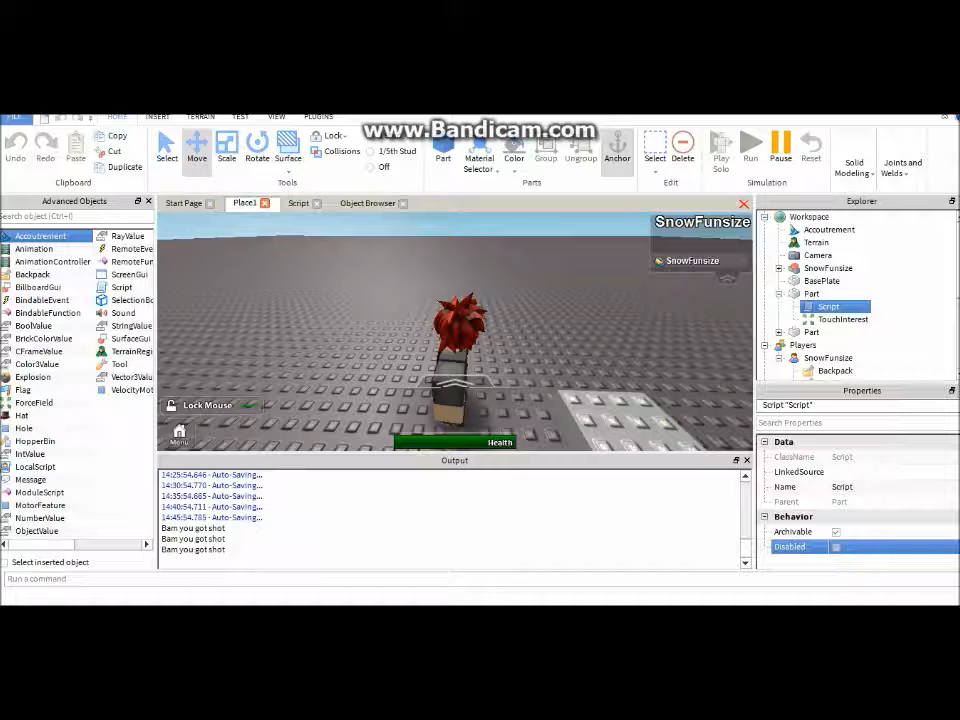 www.Bandicam.com
FILE HOME INSERT TERRAIN TEST VIEW PLUGINS
Undo Redo Paste Copy Cut Duplicate
Select Move Scale Rotate Surface
Lock Collisions 1/5th Stud Off
Part Material Selector Color Group Ungroup Anchor
Select Delete Play Solo Run Pause Reset Solid Modeling Joints and Welds
Clipboard Tools Parts Edit Simulation
Advanced Objects
Search object (Ctrl+I)
Accoutrement RayValue
Animation RemoteEve
AnimationController RemoteFun
Backpack ScreenGui
BillboardGui Script
BindableEvent SelectionBo
BindableFunction Sound
BoolValue StringValue
BrickColorValue SurfaceGui
CFrameValue TerrainRegi
Color3Value Tool
Explosion Vector3Valu
Flag VelocityMot
ForceField
Hat
Hole
HopperBin
IntValue
LocalScript
Message
ModuleScript
MotorFeature
NumberValue
ObjectValue
Select inserted object
Run a command
Start Page Place1 Script Object Browser
SnowFunsize
SnowFunsize
Lock Mouse
Menu
Health
Output
14:25:54.646 - Auto-Saving...
14:30:54.770 - Auto-Saving...
14:35:54.665 - Auto-Saving...
14:40:54.711 - Auto-Saving...
14:45:54.785 - Auto-Saving...
Bam you got shot
Bam you got shot
Bam you got shot
Explorer
Workspace
Accoutrement
Terrain
Camera
SnowFunsize
BasePlate
Part
Script
TouchInterest
Part
Players
SnowFunsize
Backpack
Properties
Script "Script"
Search Properties
Data
ClassName Script
LinkedSource
Name Script
Parent Part
Behavior
Archivable
Disabled